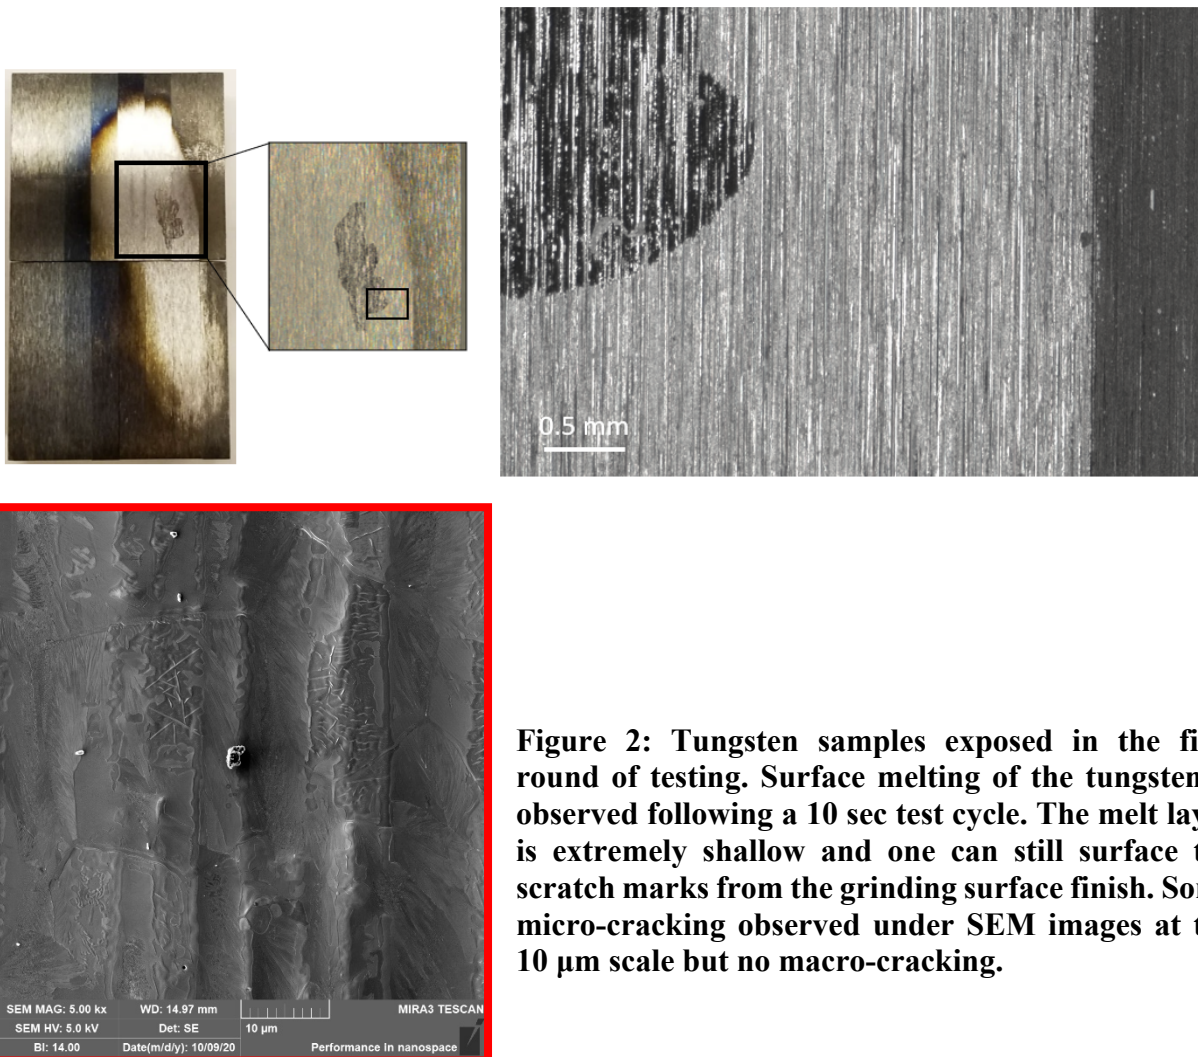 0.5 mm
SEM MAG: 5.00 kx WD: 14.97 mm MIRA3 TESCAN
SEM HV: 5.0 kV Det: SE 10 μm
BI: 14.00 Date(m/d/y): 10/09/20 Performance in nanospace
Figure 2: Tungsten samples exposed in the fi
round of testing. Surface melting of the tungsten
observed following a 10 sec test cycle. The melt lay
is extremely shallow and one can still surface t
scratch marks from the grinding surface finish. Sor
micro-cracking observed under SEM images at t
10 μm scale but no macro-cracking.